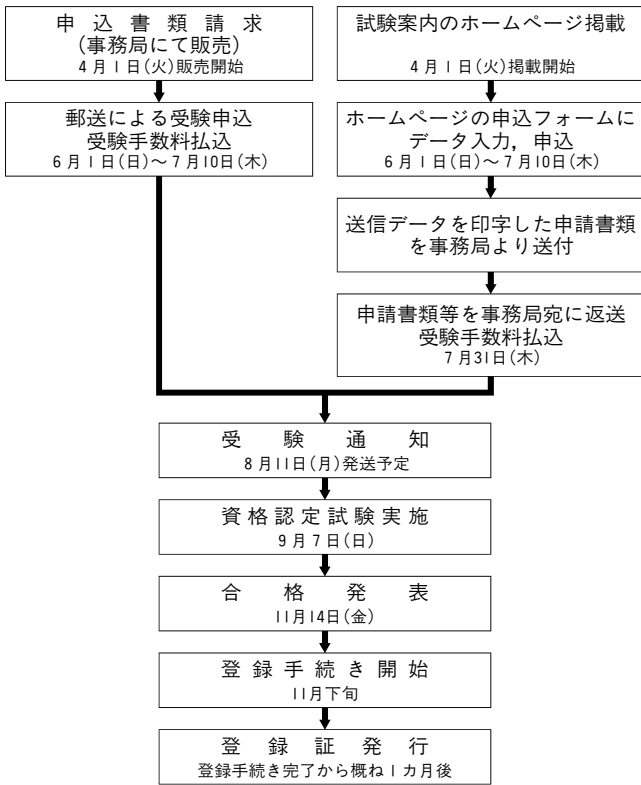 申込書類請求
(事務局にて販売)
4月1日(火)販売開始
郵送による受験申込
受験手数料払込
6月1日(日)～7月10日(木)
試験案内のホームページ掲載
4月1日(火)掲載開始
ホームページの申込フォームに
データ入力，申込
6月1日(日)～7月10日(木)
送信データを印字した申請書類
を事務局より送付
申請書類等を事務局宛に返送
受験手数料払込
7月31日(木)
受験通知
8月11日(月)発送予定
資格認定試験実施
9月7日(日)
合格発表
11月14日(金)
登録手続き開始
11月下旬
登録証発行
登録手続き完了から概ね1カ月後